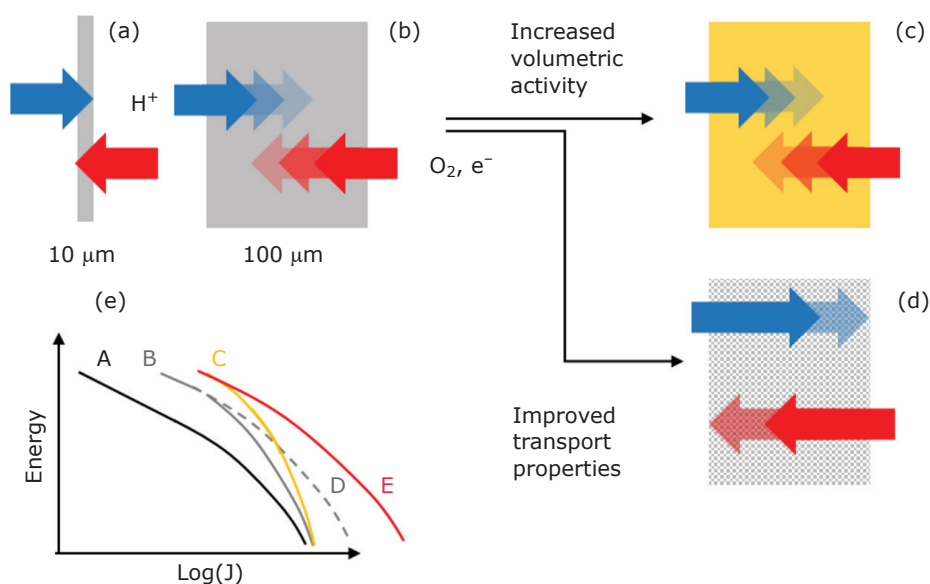 (a)
(b)
Increased
volumetric
activity
(c)
H⁺
O₂, e⁻
10 µm
100 µm
(d)
(e)
A
B
C
Energy
Improved
transport
properties
D
E
Log(J)